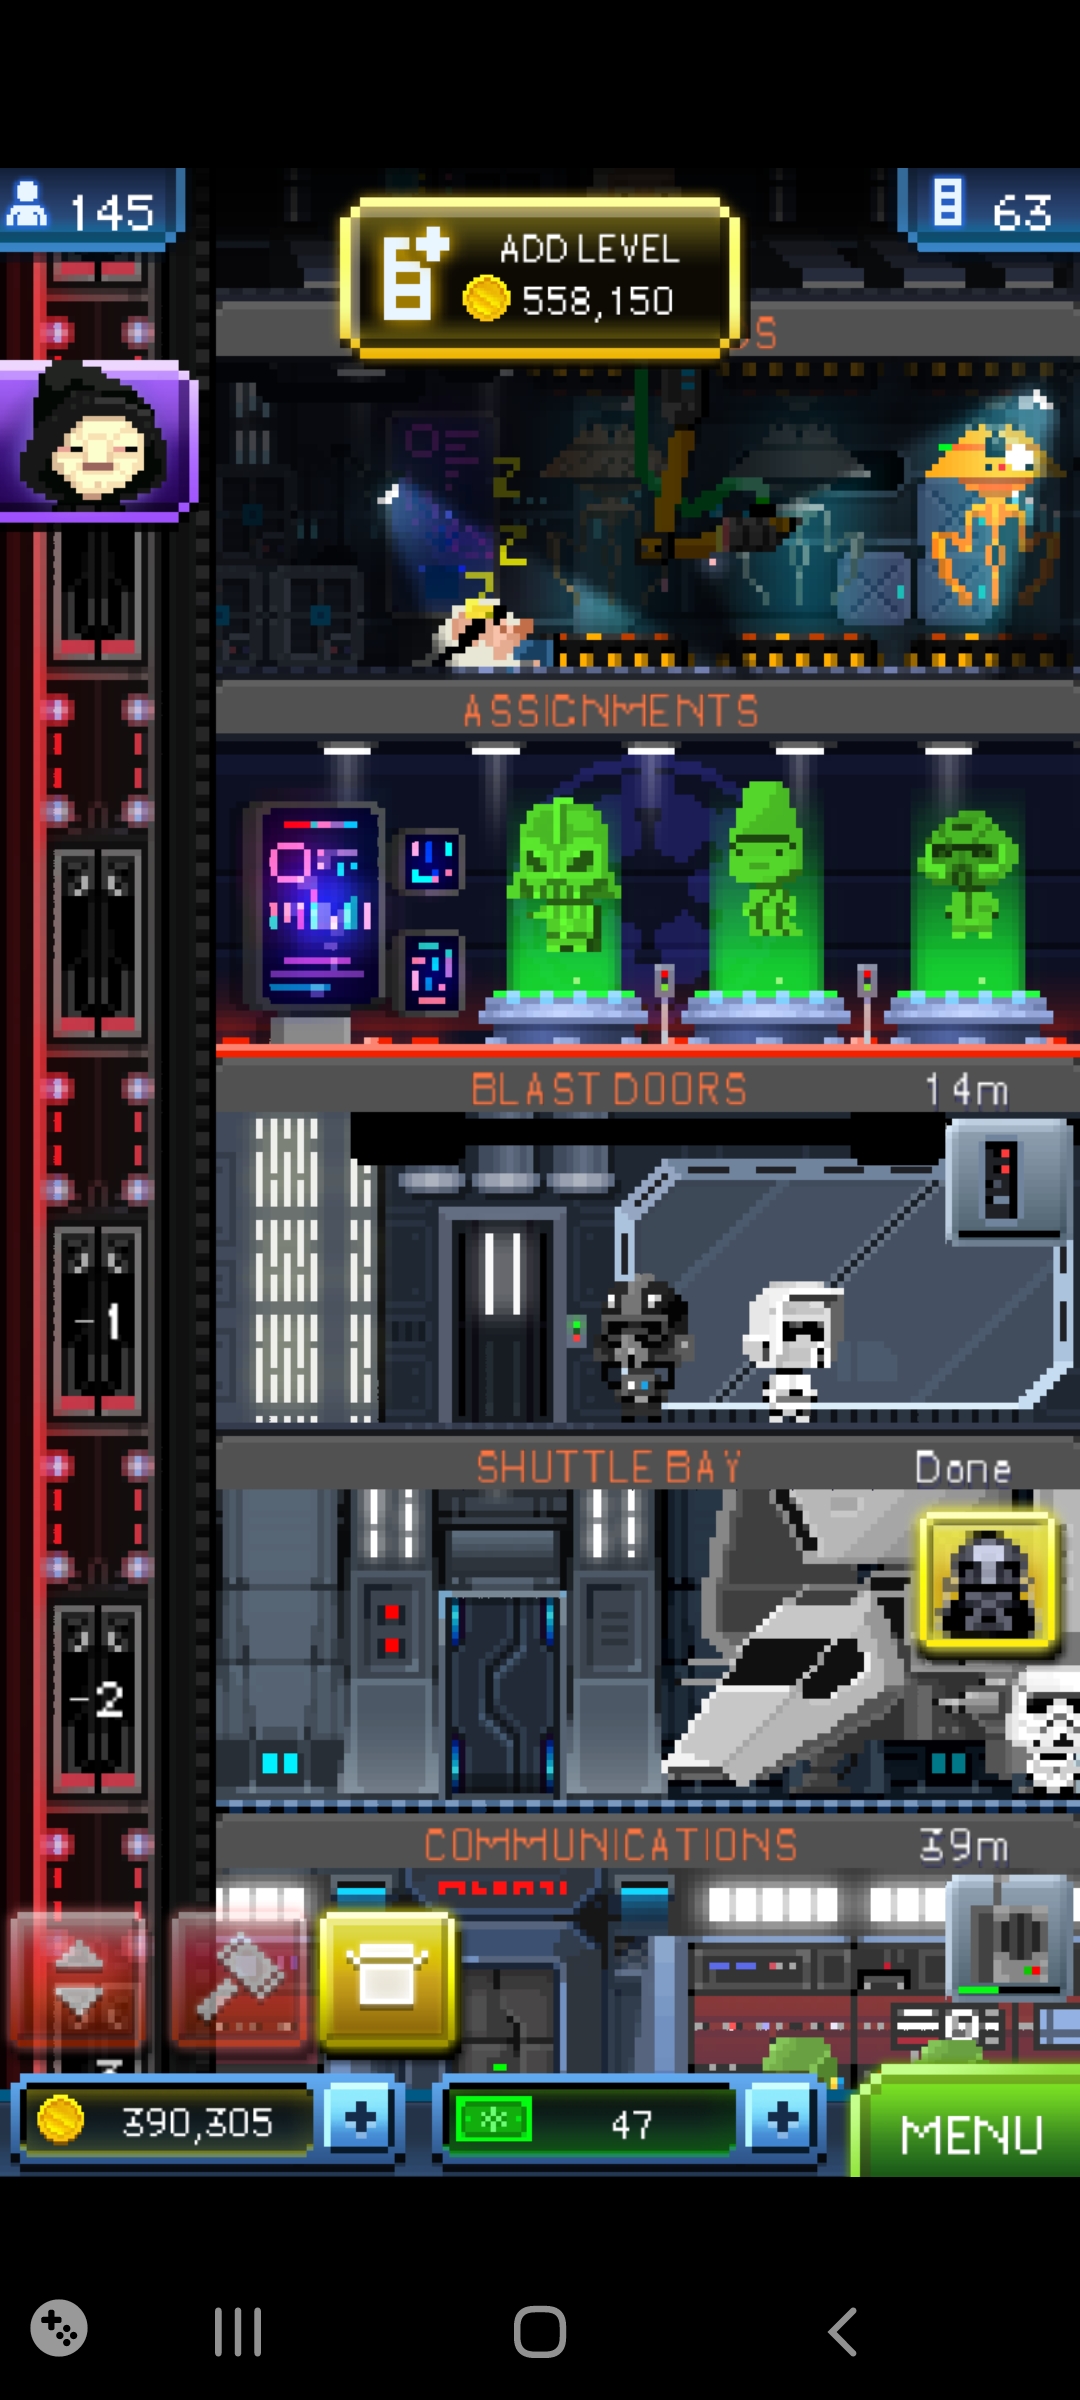 145
ADD LEVEL
558,150
63
S
ASSIGNMENTS
BLAST DOORS 14m
-1
SHUTTLE BAY Done
-2
COMMUNICATIONS 39m
390,305
47
MENU